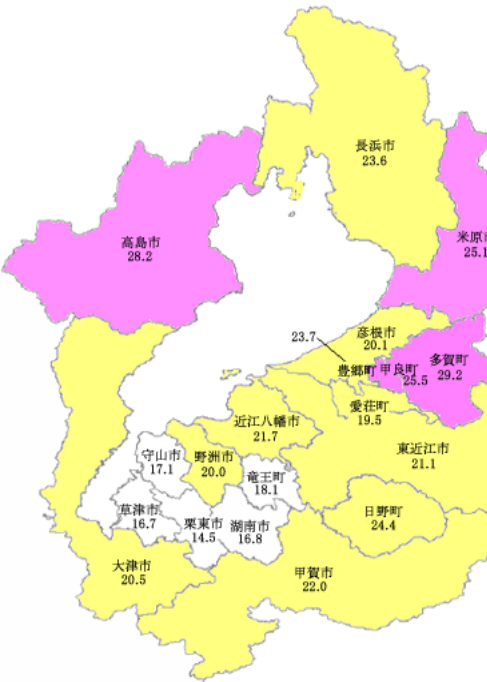 長浜市
23.6
米原
25.1
高島市
28.2
彦根市
20.1
23.7
豊郷町
甲良町
25.5
多賀町
29.2
愛荘町
19.5
近江八幡市
21.7
東近江市
21.1
守山市
17.1
野洲市
20.0
竜王町
18.1
日野町
24.4
草津市
16.7
栗東市
14.5
湖南市
16.8
大津市
20.5
甲賀市
22.0